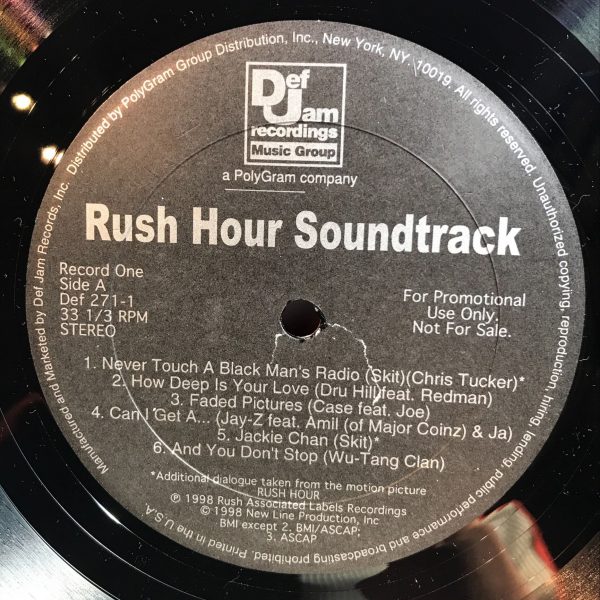 Manufactured and Marketed by Def Jam Records, Inc. Distributed by PolyGram Group Distribution, Inc., New York, NY. 10019. All rights reserved. Unauthorized copying, reproduction, hiring, lending, public performance and broadcasting prohibited. Printed in the U.S.A.
Def
Jam
recordings
Music Group
a PolyGram company
Rush Hour Soundtrack
Record One
Side A
Def 271-1
33 1/3 RPM
STEREO
For Promotional
Use Only.
Not For Sale.
1. Never Touch A Black Man's Radio (Skit)(Chris Tucker)*
2. How Deep Is Your Love (Dru Hill)feat. Redman)
3. Faded Pictures (Case feat. Joe)
4. Can I Get A... (Jay-Z feat. Amil (of Major Coinz) & Ja)
5. Jackie Chan (Skit)*
6. And You Don't Stop (Wu-Tang Clan)
*Additional dialogue taken from the motion picture
RUSH HOUR
℗ 1998 Rush Associated Labels Recordings
© 1998 New Line Production, Inc
BMI except 2. BMI/ASCAP;
3. ASCAP